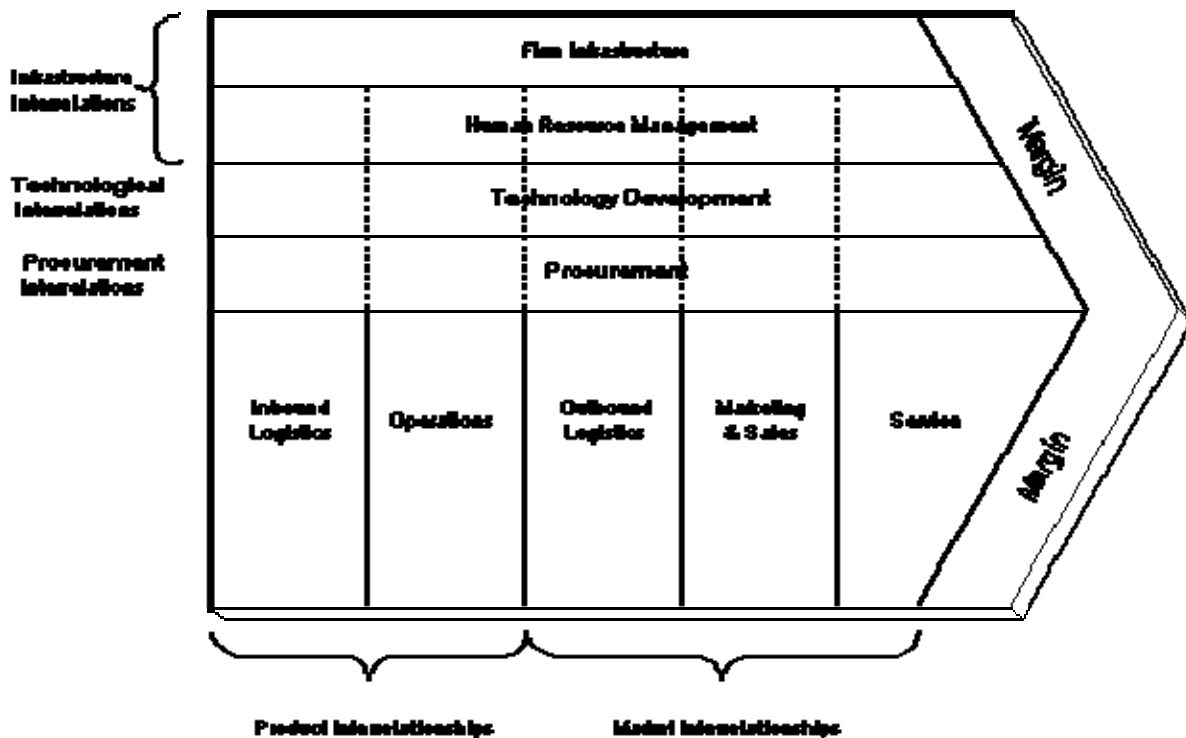 Firm Infrastructure
Infrastructure
Interrelations
Human Resource Management
Margin
Technological
Interrelations
Technology Development
Procurement
Interrelations
Procurement
Inbound
Logistics
Operations
Outbound
Logistics
Marketing
& Sales
Service
Margin
Product Interrelationships
Market Interrelationships